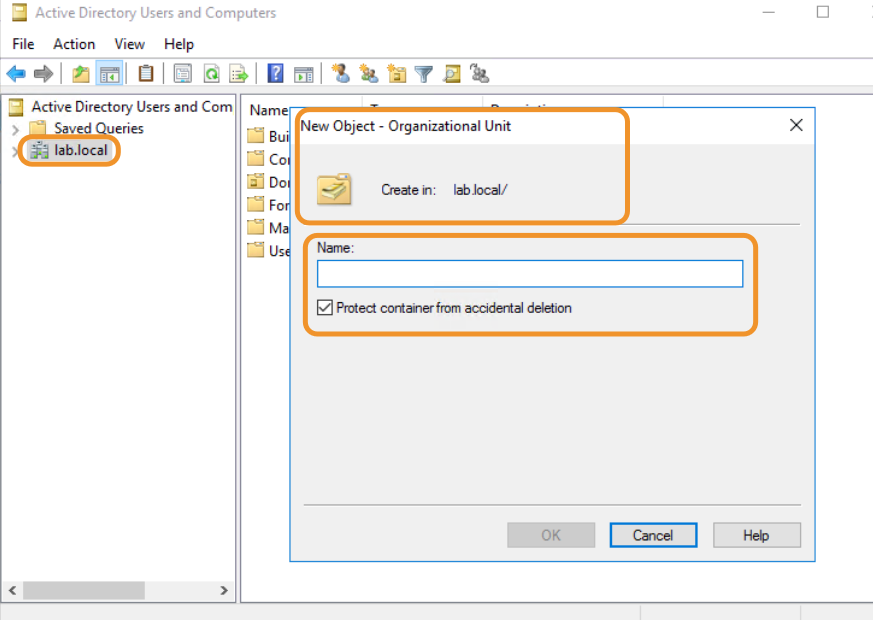 Active Directory Users and Computers
File Action View Help
Active Directory Users and Com
Saved Queries
lab.local
Name
Bui
Con
Dor
For
Ma
Use
New Object - Organizational Unit
Create in: lab.local/
Name:
Protect container from accidental deletion
OK Cancel Help